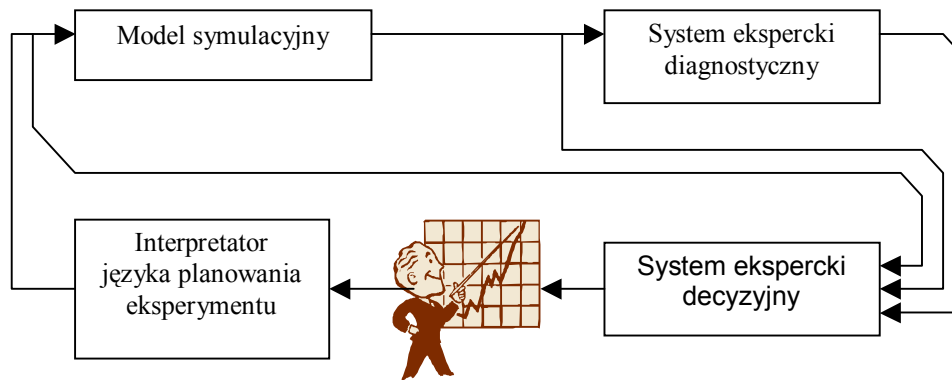 Model symulacyjny
System ekspercki
diagnostyczny
Interpretator
języka planowania
eksperymentu
System ekspercki
decyzyjny